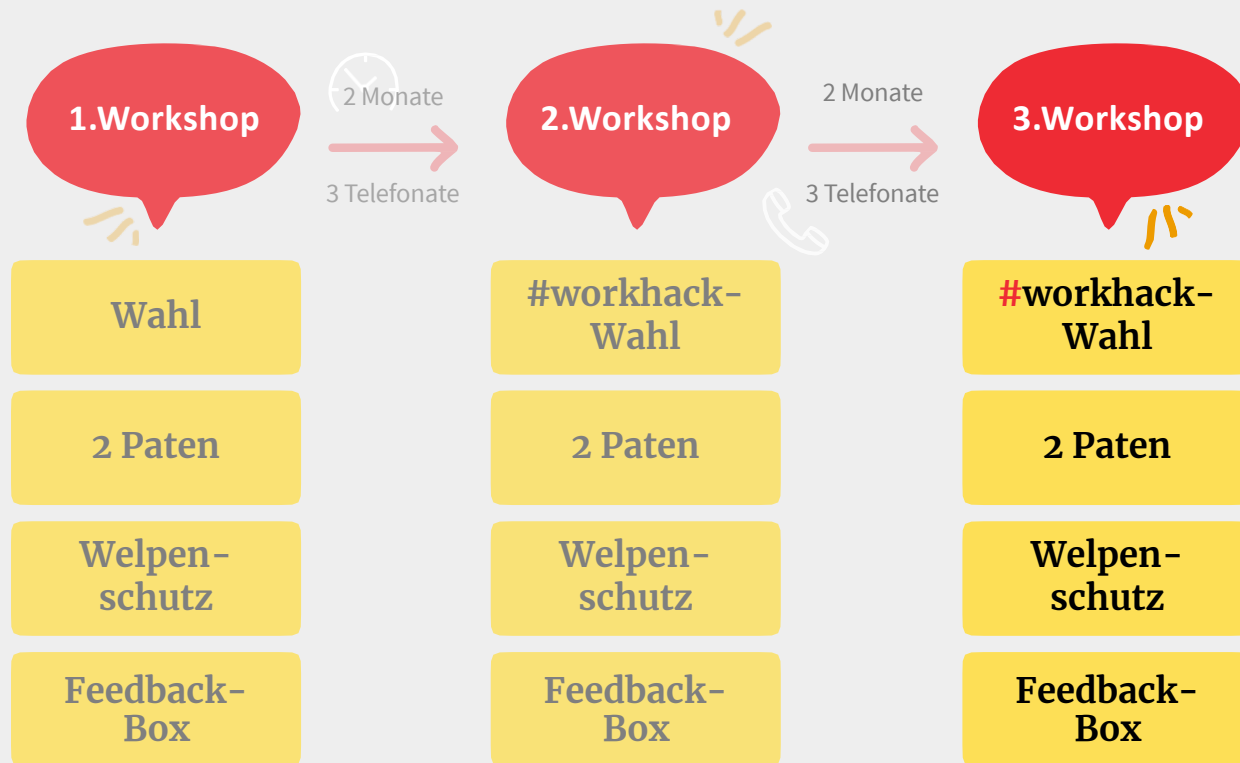 1.Workshop
2 Monate
3 Telefonate
2.Workshop
2 Monate
3 Telefonate
3.Workshop
Wahl
#workhack-
Wahl
#workhack-
Wahl
2 Paten
2 Paten
2 Paten
Welpen-
schutz
Welpen-
schutz
Welpen-
schutz
Feedback-
Box
Feedback-
Box
Feedback-
Box